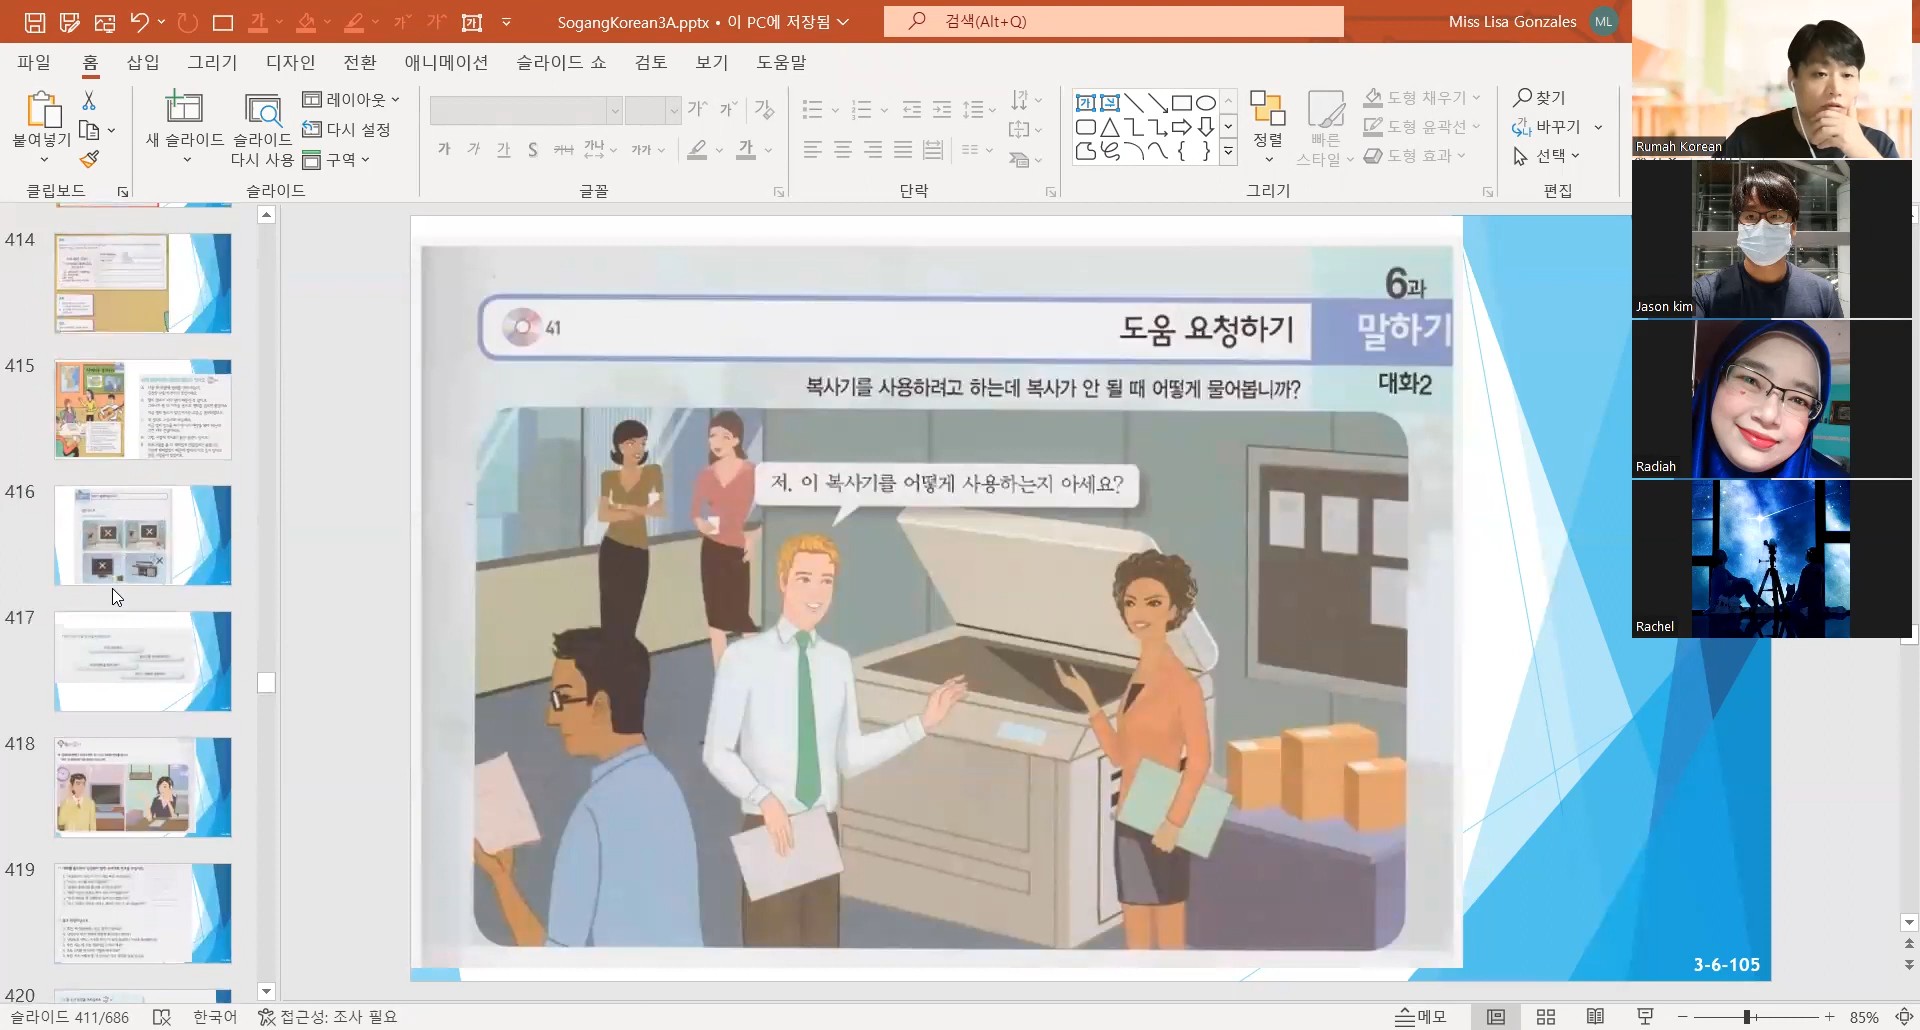 SogangKorean3A.pptx • 이 PC에 저장됨
검색(Alt+Q)
Miss Lisa Gonzales
ML
파일 홈 삽입 그리기 디자인 전환 애니메이션 슬라이드 쇼 검토 보기 도움말
붙여넣기
클립보드
새 슬라이드
슬라이드 다시 사용
레이아웃
다시 설정
구역
슬라이드
글꼴
단락
정렬
빠른 스타일
도형 채우기
도형 윤곽선
도형 효과
그리기
찾기
바꾸기
선택
편집
414
415
416
417
418
419
420
6과
41
도움 요청하기
말하기
대화2
복사기를 사용하려고 하는데 복사가 안 될 때 어떻게 물어봅니까?
저. 이 복사기를 어떻게 사용하는지 아세요?
3-6-105
Rumah Korean
Jason kim
Radiah
Rachel
슬라이드 411/686
한국어
접근성: 조사 필요
메모
85%